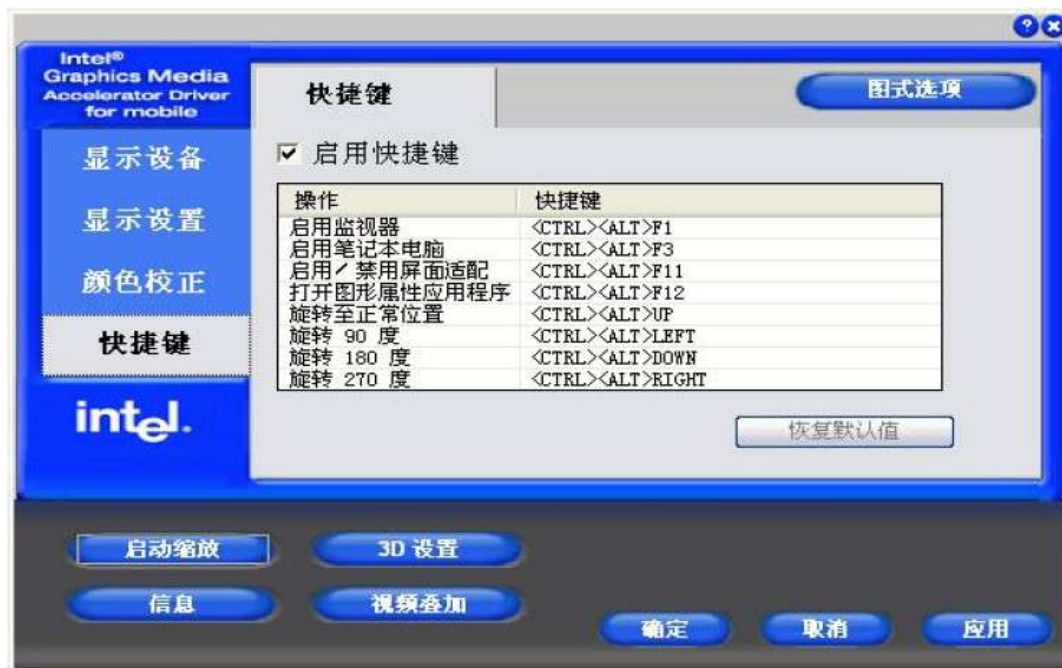 Intel®
Graphics Media
Accelerator Driver
for mobile
快捷键
图式选项
显示设备
显示设置
颜色校正
快捷键
intel.
启用快捷键
操作 快捷键
启用监视器 <CTRL><ALT>F1
启用笔记本电脑 <CTRL><ALT>F3
启用/禁用屏面适配 <CTRL><ALT>F11
打开图形属性应用程序 <CTRL><ALT>F12
旋转至正常位置 <CTRL><ALT>UP
旋转 90 度 <CTRL><ALT>LEFT
旋转 180 度 <CTRL><ALT>DOWN
旋转 270 度 <CTRL><ALT>RIGHT
恢复默认值
启动缩放 3D 设置
信息 视频叠加
确定 取消 应用